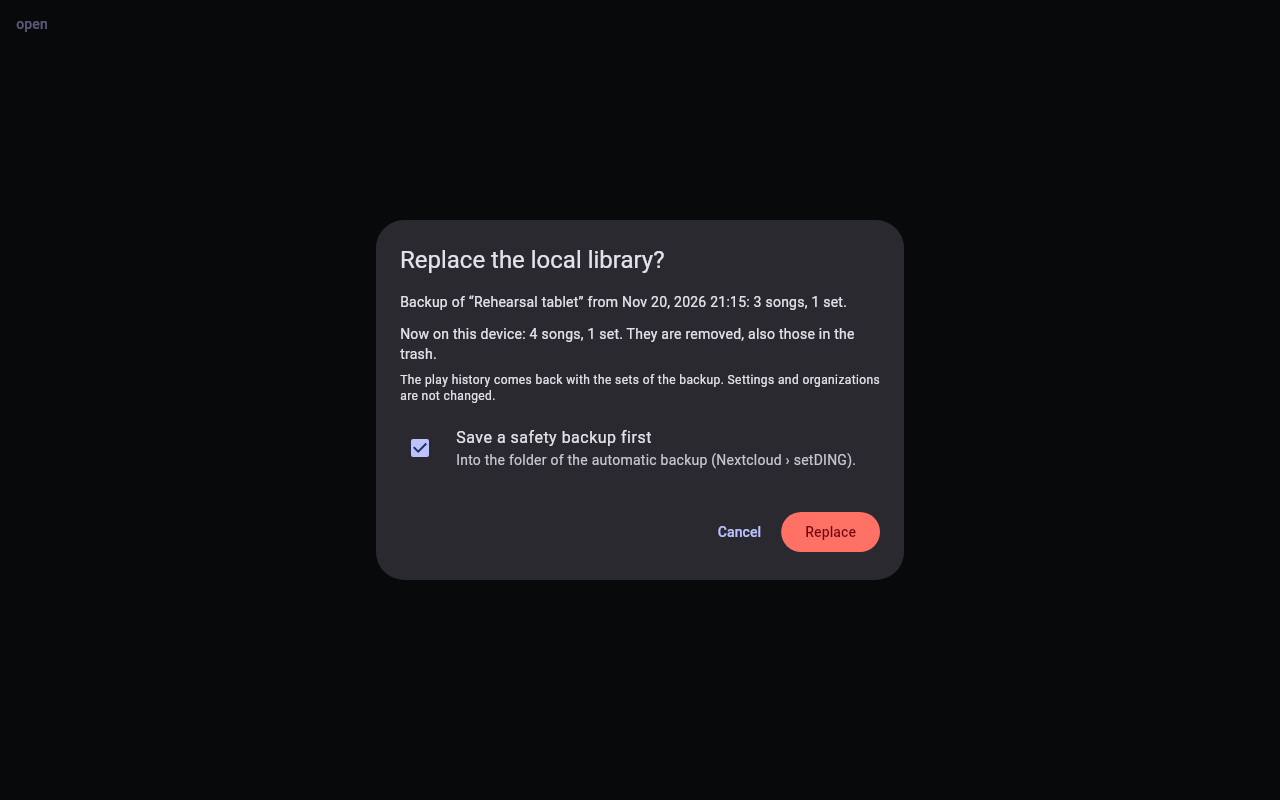 open
Replace the local library?
Backup of “Rehearsal tablet” from Nov 20, 2026 21:15: 3 songs, 1 set.
Now on this device: 4 songs, 1 set. They are removed, also those in the
trash.
The play history comes back with the sets of the backup. Settings and organizations
are not changed.
Save a safety backup first
Into the folder of the automatic backup (Nextcloud › setDING).
Cancel Replace